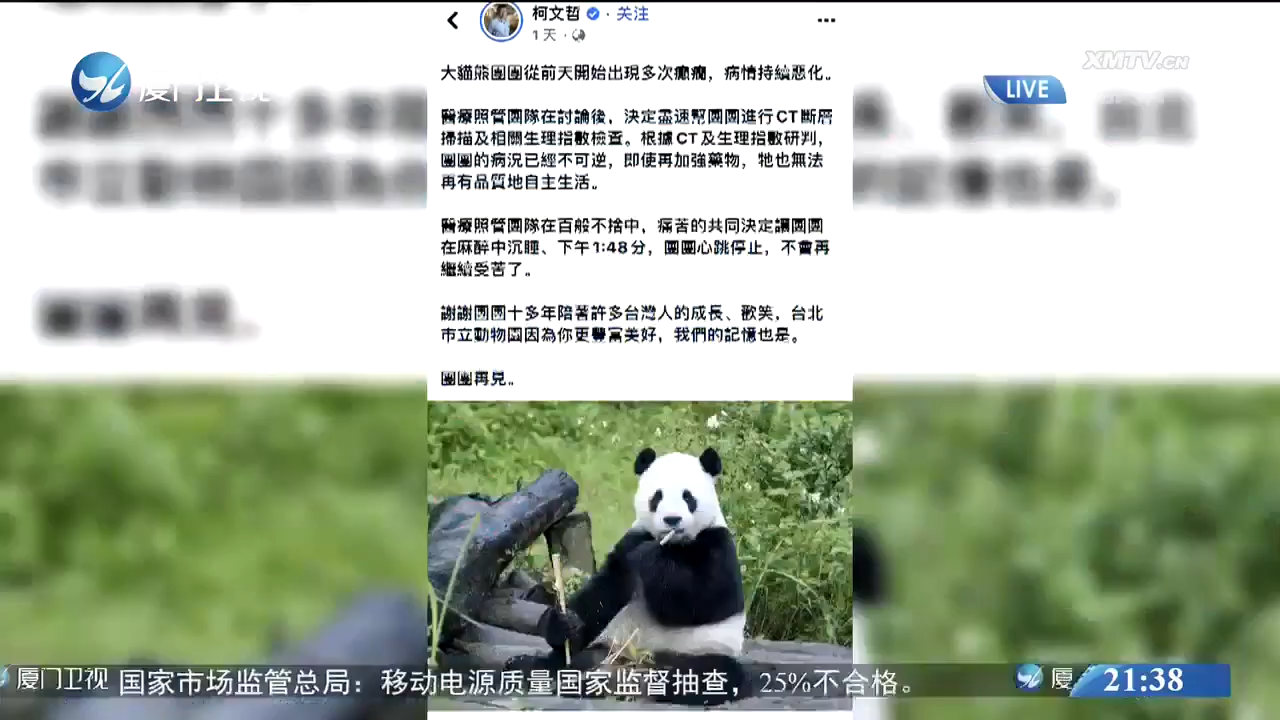 柯文哲 · 关注
1 天 ·
大貓熊團團從前天開始出現多次癲癇，病情持續惡化。
醫療照管團隊在討論後，決定盡速幫團團進行CT斷層
掃描及相關生理指數檢查。根據CT及生理指數研判，
團團的病況已經不可逆，即使再加強藥物，牠也無法
再有品質地自主生活。
醫療照管團隊在百般不捨中，痛苦的共同決定讓團團
在麻醉中沉睡、下午1:48分，團團心跳停止，不會再
繼續受苦了。
謝謝團團十多年陪著許多台灣人的成長、歡笑，台北
市立動物園因為你更豐富美好，我們的記憶也是。
團團再見。
厦门卫视
LIVE
XMTV.CN
厦门卫视 国家市场监管总局：移动电源质量国家监督抽查，25%不合格。
厦
21:38